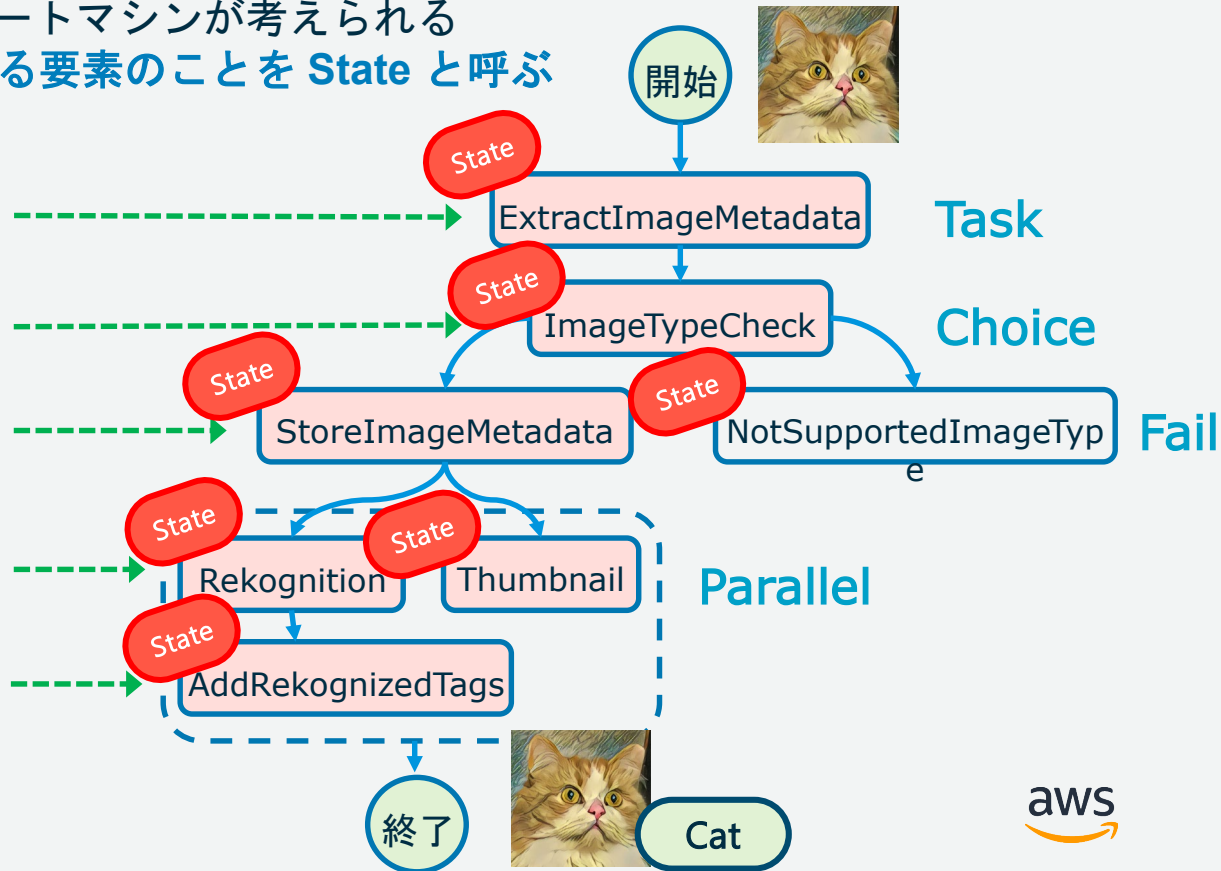 ートマシンが考えられる
る要素のことを State と呼ぶ
開始
State
ExtractImageMetadata
Task
State
ImageTypeCheck
Choice
State
StoreImageMetadata
State
NotSupportedImageTyp
e
Fail
State
Rekognition
State
Thumbnail
Parallel
State
AddRekognizedTags
終了
Cat
aws